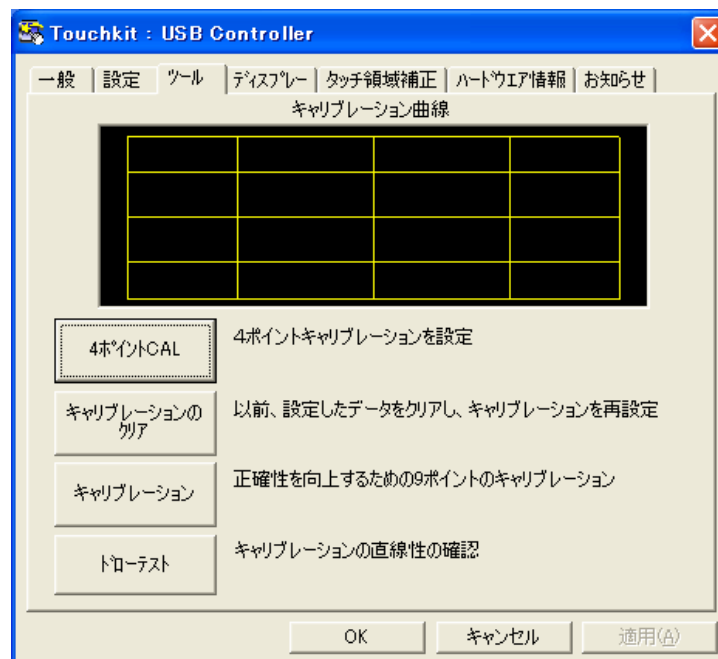 Touchkit : USB Controller
一般 設定 ツール ディスプレー タッチ領域補正 ハードウエア情報 お知らせ
キャリブレーション曲線
4ポイントCAL
4ポイントキャリブレーションを設定
キャリブレーションの
クリア
以前、設定したデータをクリアし、キャリブレーションを再設定
キャリブレーション
正確性を向上するための9ポイントのキャリブレーション
ドローテスト
キャリブレーションの直線性の確認
OK キャンセル 適用(A)